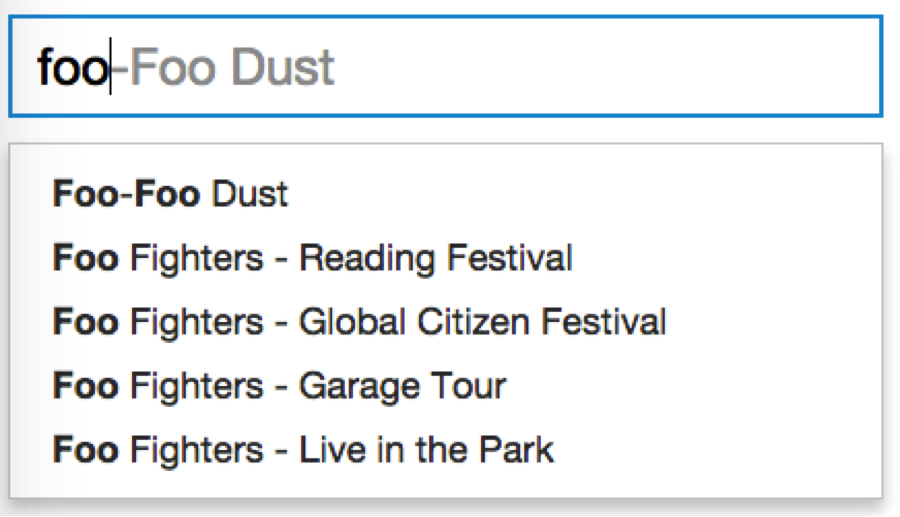 foo-Foo Dust
Foo-Foo Dust
Foo Fighters - Reading Festival
Foo Fighters - Global Citizen Festival
Foo Fighters - Garage Tour
Foo Fighters - Live in the Park